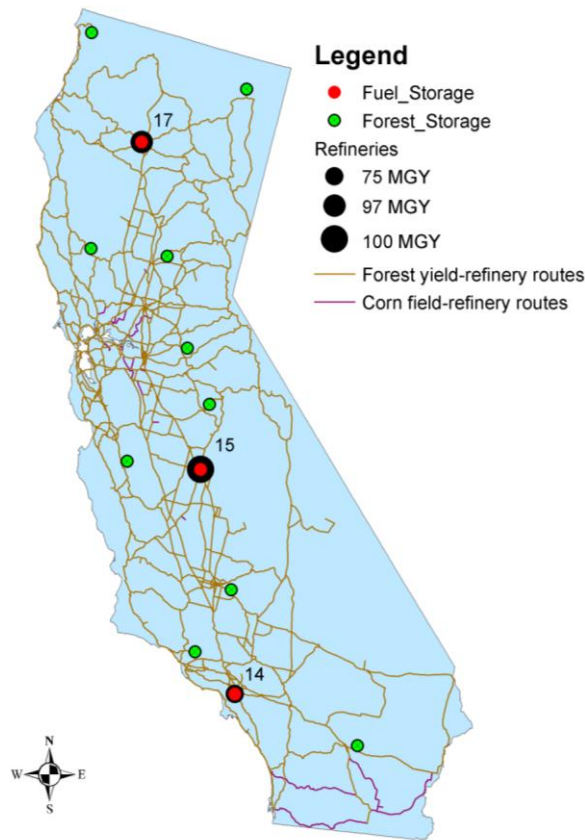 Legend
Fuel_Storage
Forest_Storage
Refineries
75 MGY
97 MGY
100 MGY
Forest yield-refinery routes
Corn field-refinery routes
17
15
14
N
W E
S